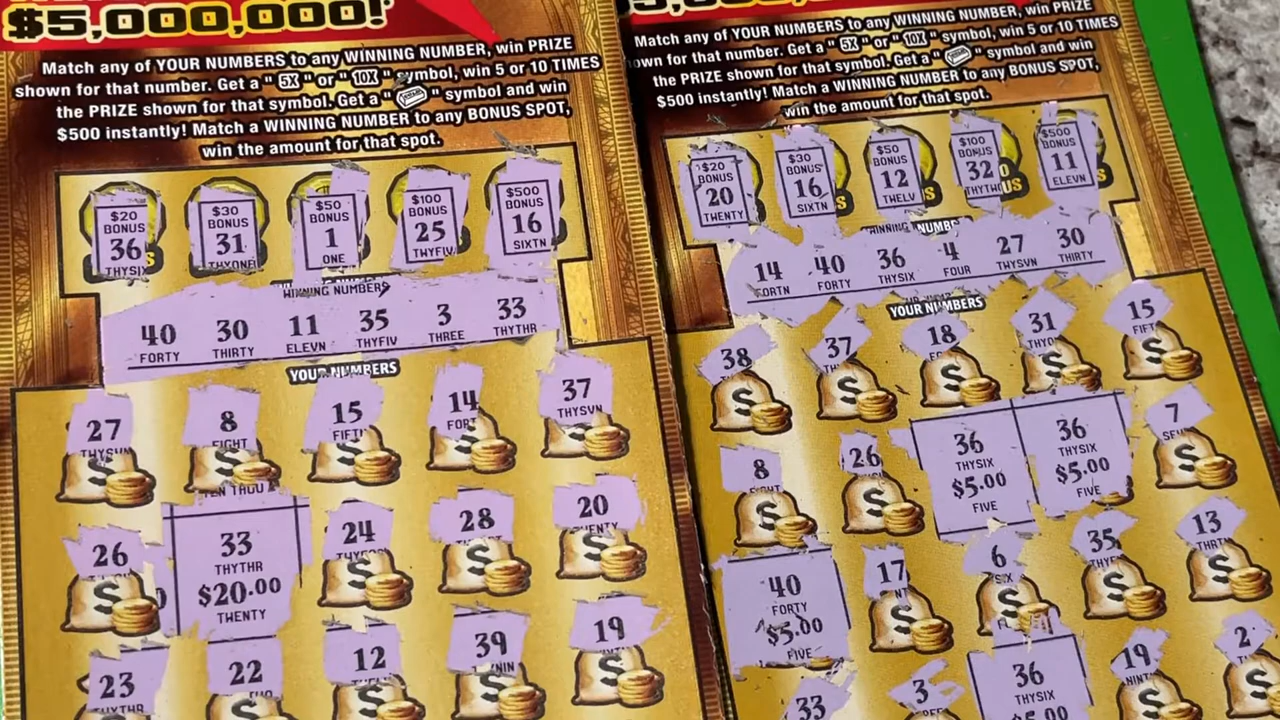 $5,000,000!
Match any of YOUR NUMBERS to any WINNING NUMBER, win PRIZE
shown for that number. Get a "5X" or "10X" symbol, win 5 or 10 TIMES
the PRIZE shown for that symbol. Get a " " symbol and win
$500 instantly! Match a WINNING NUMBER to any BONUS SPOT,
win the amount for that spot.
$20 $30 $50 $100 $500
BONUS BONUS BONUS BONUS BONUS
36 31 1 25 16
THYSIX THYONE ONE THYFIV SIXTN
WINNING NUMBERS
40 30 11 35 3 33
FORTY THIRTY ELEVN THYFIV THREE THYTHR
YOUR NUMBERS
27 8 15 14 37
THYSVN
26 33 24 28 20
THYTHR
$20.00
TWENTY
23 22 12 39 19
Match any of YOUR NUMBERS to any WINNING NUMBER, win PRIZE
shown for that number. Get a "5X" or "10X" symbol, win 5 or 10 TIMES
the PRIZE shown for that symbol. Get a " " symbol and win
$500 instantly! Match a WINNING NUMBER to any BONUS SPOT,
win the amount for that spot.
$20 $30 $50 $100 $500
BONUS BONUS BONUS BONUS BONUS
20 16 12 32 11
TWENTY SIXTN TWELV ELEVN
WINNING NUMBERS
14 40 36 4 27 30
FORTN FORTY THYSIX FOUR TWYSVN THIRTY
YOUR NUMBERS
38 37 18 31 15
8 26 36 36 7
THYSIX THYSIX
$5.00 $5.00
FIVE FIVE
40 17 6 35 13
FORTY
$5.00
FIVE
33 3 36 19 2
THYSIX
$5.00